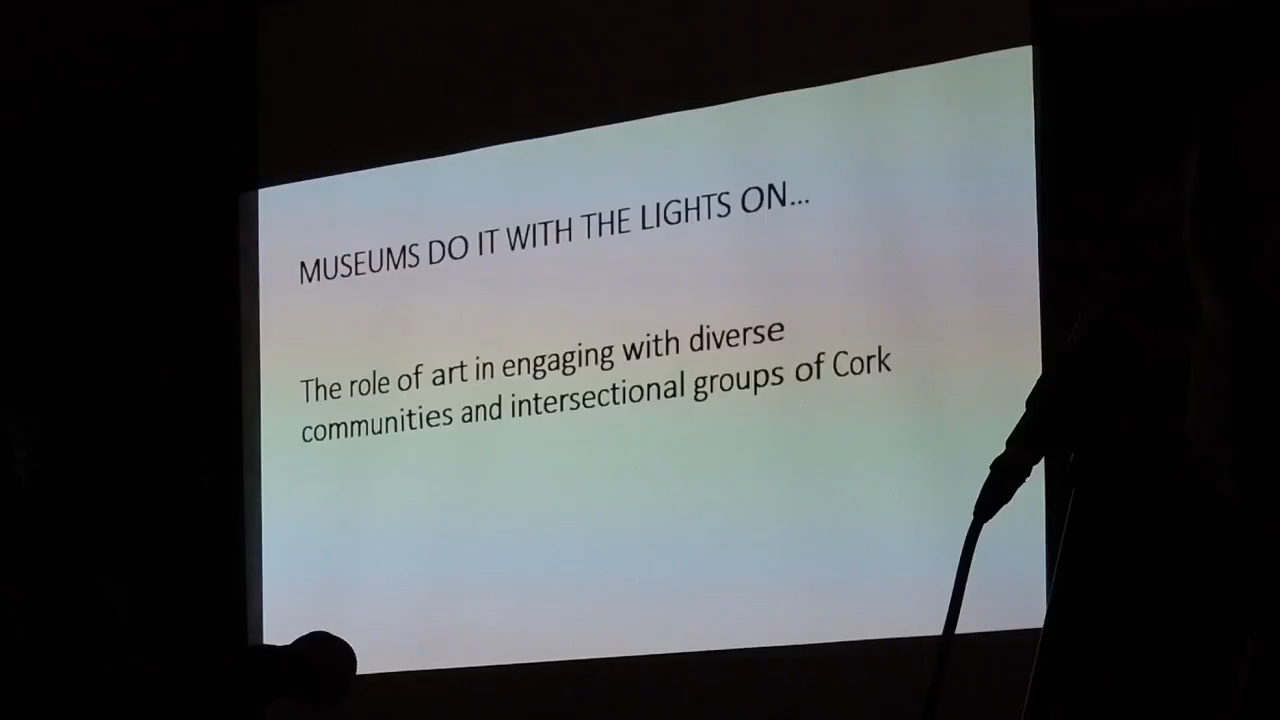 MUSEUMS DO IT WITH THE LIGHTS ON...
The role of art in engaging with diverse
communities and intersectional groups of Cork